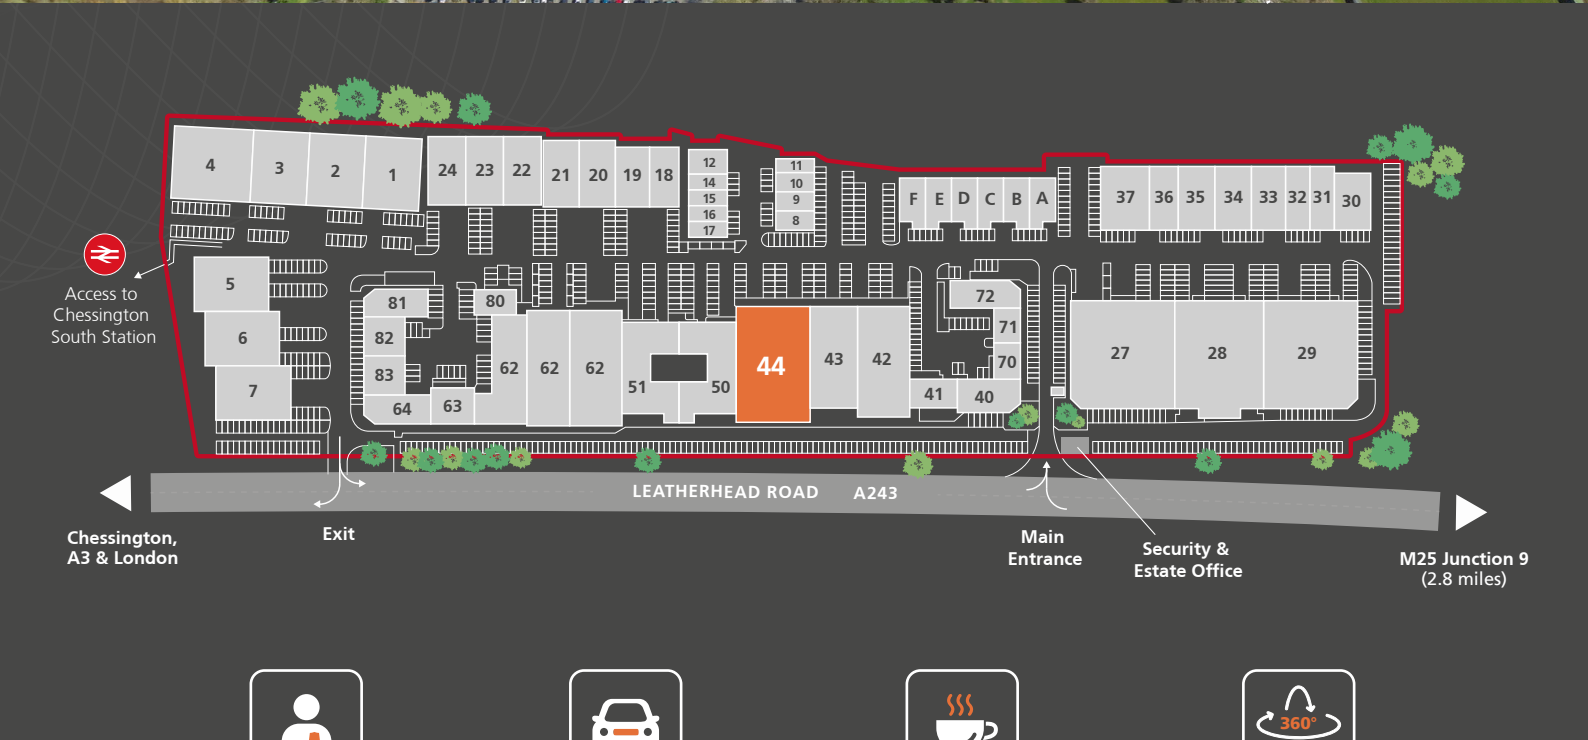 4
3
2
1
24
23
22
21
20
19
18
12
14
15
16
17
11
10
9
8
F
E
D
C
B
A
37
36
35
34
33
32
31
30
5
6
7
Access to
Chessington
South Station
81
80
82
83
64
63
62
62
62
51
50
44
43
42
41
40
72
71
70
27
28
29
LEATHERHEAD ROAD A243
Chessington,
A3 & London
Exit
Main
Entrance
Security &
Estate Office
M25 Junction 9
(2.8 miles)
360°